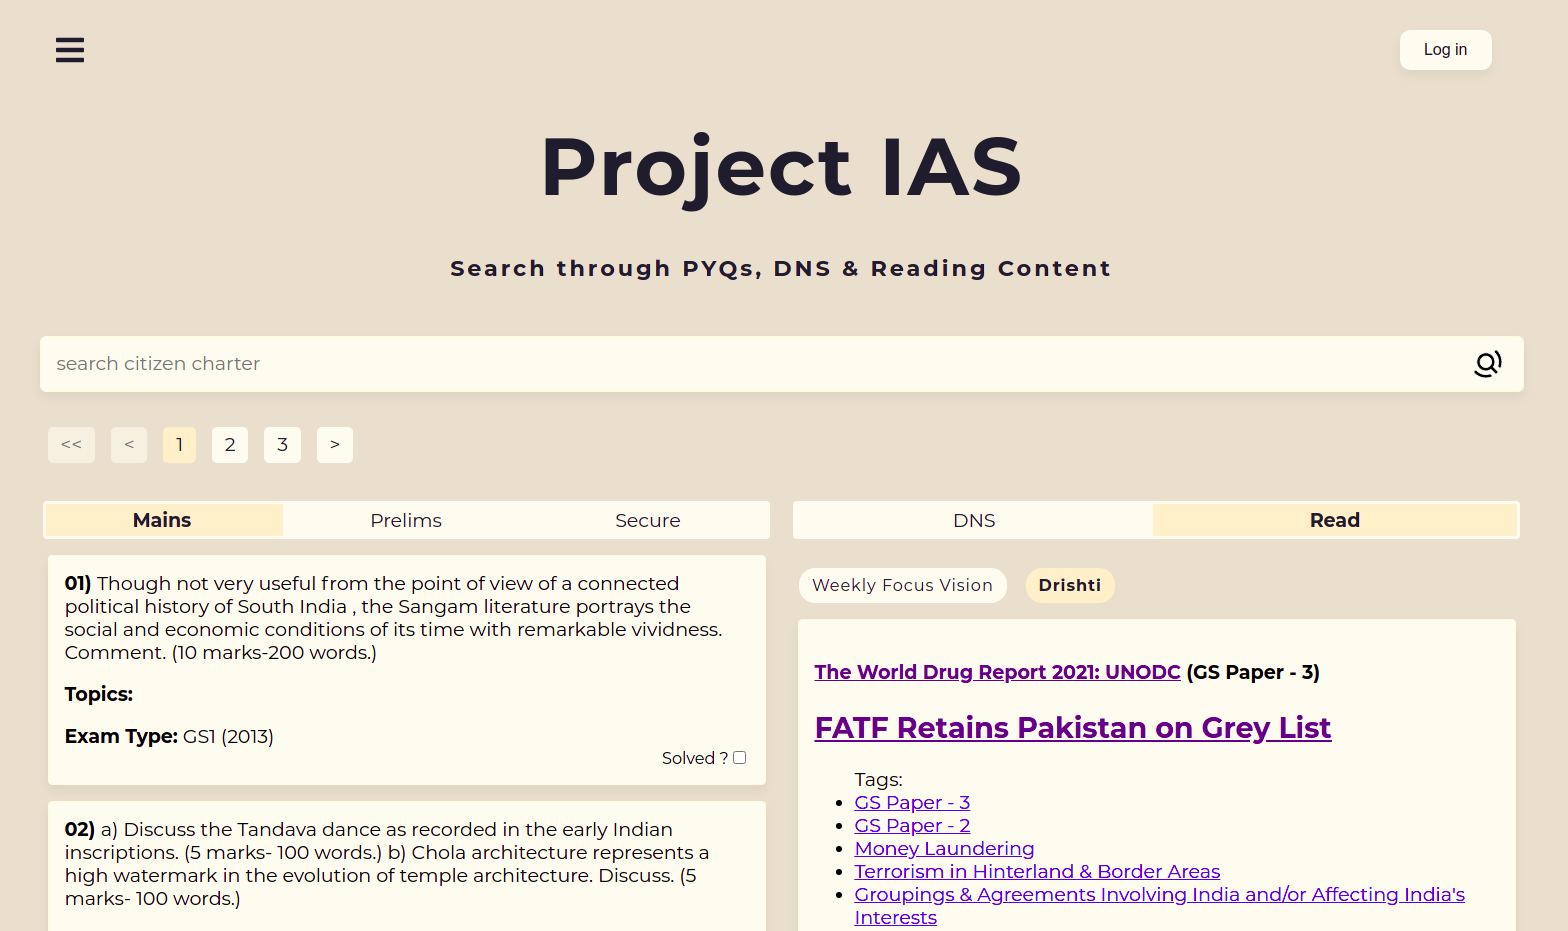 Log in
Project IAS
Search through PYQs, DNS & Reading Content
search citizen charter
<< < 1 2 3 >
Mains Prelims Secure
01) Though not very useful from the point of view of a connected
political history of South India , the Sangam literature portrays the
social and economic conditions of its time with remarkable vividness.
Comment. (10 marks-200 words.)
Topics:
Exam Type: GS1 (2013)
Solved ?
02) a) Discuss the Tandava dance as recorded in the early Indian
inscriptions. (5 marks- 100 words.) b) Chola architecture represents a
high watermark in the evolution of temple architecture. Discuss. (5
marks- 100 words.)
DNS Read
Weekly Focus Vision Drishti
The World Drug Report 2021: UNODC (GS Paper - 3)
FATF Retains Pakistan on Grey List
Tags:
GS Paper - 3
GS Paper - 2
Money Laundering
Terrorism in Hinterland & Border Areas
Groupings & Agreements Involving India and/or Affecting India's
Interests